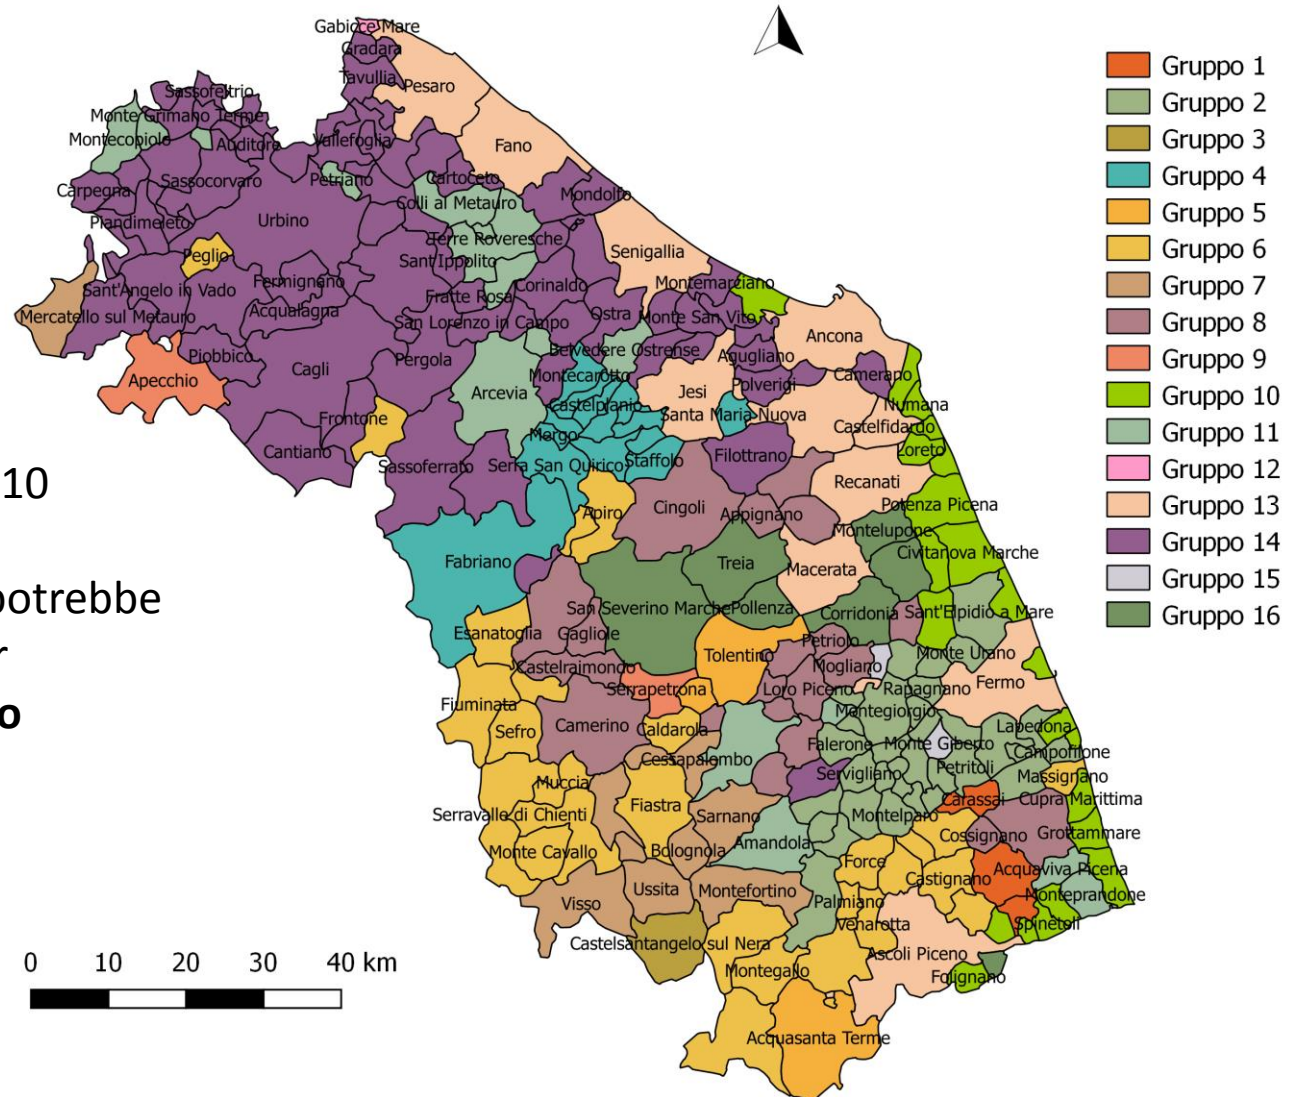 Gabicce Mare
Gradara
Tavullia
Pesaro
Sassofeltrio
Monte Grimano Terme
Montecopiolo
Auditore
Vallefoglia
Fano
Carpegna
Sassocorvaro
Petriano
Cartoceto
Mondolfo
Colli al Metauro
Piandimeleto
Urbino
Terre Roveresche
Senigallia
Peglio
Sant'Ippolito
Sant'Angelo in Vado
Fermignano
Fratte Rosa
Corinaldo
Montemarciano
Mercatello sul Metauro
Acqualagna
San Lorenzo in Campo
Ostra
Monte San Vito
Ancona
Piobbico
Pergola
Belvedere Ostrense
Agugliano
Cagli
Apecchio
Montecarotto
Camerano
Arcevia
Jesi
Polverigi
Castelplanio
Numana
Frontone
Santa Maria Nuova
Castelfidardo
Mergo
Cantiano
Loreto
Sassoferrato
Serra San Quirico
Staffolo
Filottrano
Recanati
Apiro
Cingoli
Appignano
Potenza Picena
Montelupone
Fabriano
Treia
Macerata
Civitanova Marche
San Severino Marche
Pollenza
Corridonia
Sant'Elpidio a Mare
Esanatoglia
Gagliole
Petriolo
Castelraimondo
Tolentino
Mogliano
Monte Urano
Serrapetrona
Loro Piceno
Rapagnano
Fermo
Fiuminata
Sefro
Camerino
Caldarola
Montegiorgio
Lapedona
Cessapalombo
Falerone
Monte Giberto
Campofilone
Muccia
Servigliano
Petritoli
Massignano
Serravalle di Chienti
Fiastra
Sarnano
Montelparo
Carassai
Cupra Marittima
Monte Cavallo
Bolognola
Amandola
Cossignano
Grottammare
Force
Castignano
Acquaviva Picena
Visso
Ussita
Montefortino
Palmiano
Monteprandone
Castelsantangelo sul Nera
Venarotta
Spinetoli
Montegallo
Ascoli Piceno
Folignano
Acquasanta Terme
Gruppo 1
Gruppo 2
Gruppo 3
Gruppo 4
Gruppo 5
Gruppo 6
Gruppo 7
Gruppo 8
Gruppo 9
Gruppo 10
Gruppo 11
Gruppo 12
Gruppo 13
Gruppo 14
Gruppo 15
Gruppo 16
10
potrebbe
r
o
0 10 20 30 40 km